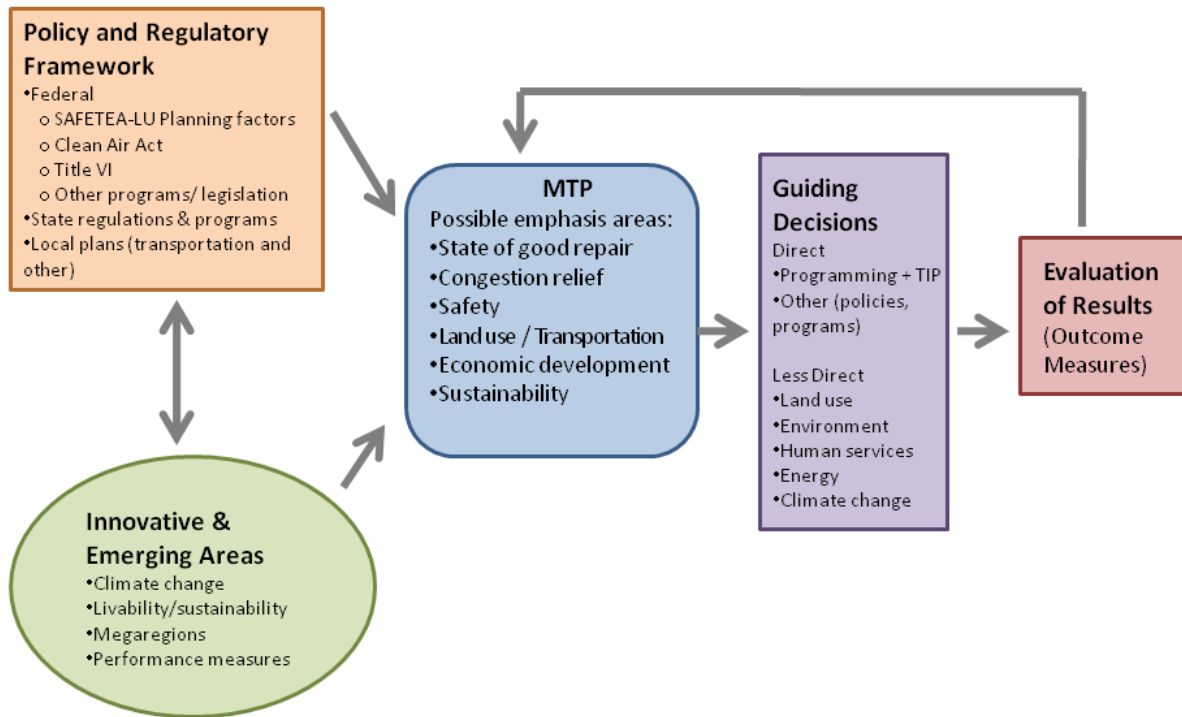 Policy and Regulatory
Framework
•Federal
o SAFETEA-LU Planning factors
o Clean Air Act
o Title VI
o Other programs/ legislation
•State regulations & programs
•Local plans (transportation and
other)
MTP
Possible emphasis areas:
•State of good repair
•Congestion relief
•Safety
•Land use / Transportation
•Economic development
•Sustainability
Guiding
Decisions
Direct
•Programming + TIP
•Other (policies,
programs)
Less Direct
•Land use
•Environment
•Human services
•Energy
•Climate change
Evaluation
of Results
(Outcome
Measures)
Innovative &
Emerging Areas
•Climate change
•Livability/sustainability
•Megaregions
•Performance measures